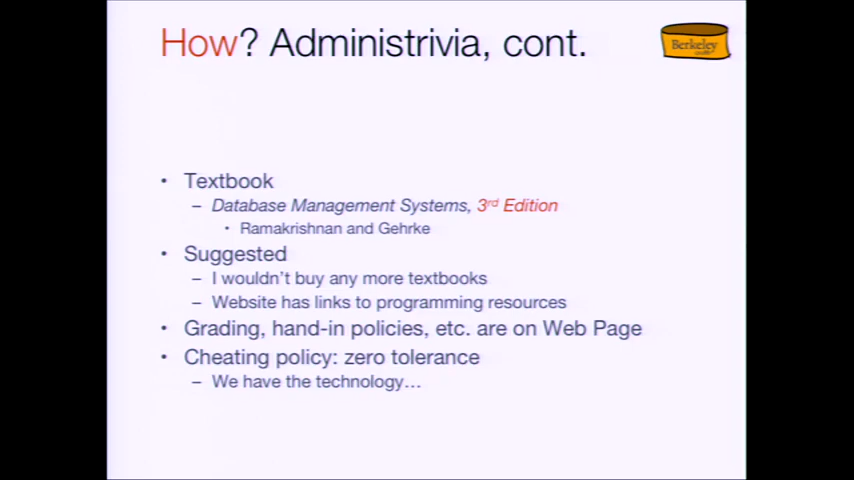 How? Administrivia, cont.
Berkeley
• Textbook
– Database Management Systems, 3rd Edition
• Ramakrishnan and Gehrke
• Suggested
– I wouldn't buy any more textbooks
– Website has links to programming resources
• Grading, hand-in policies, etc. are on Web Page
• Cheating policy: zero tolerance
– We have the technology…